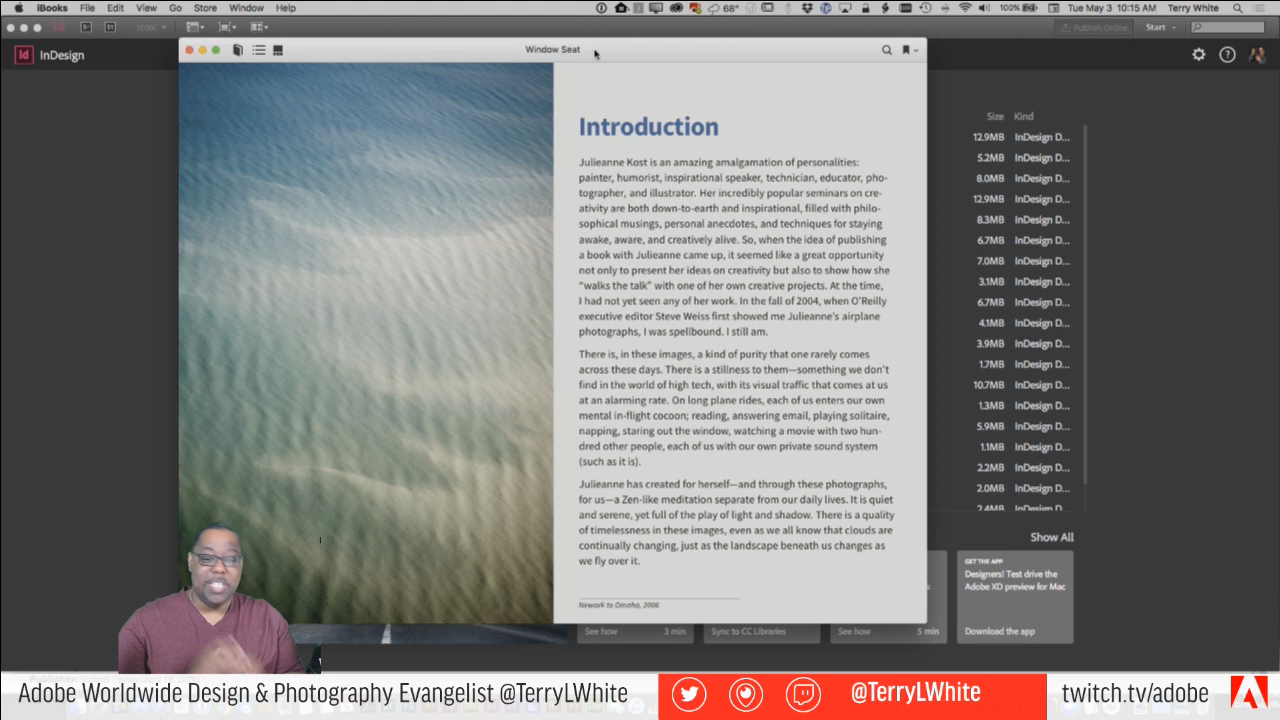 iBooks File Edit View Go Store Window Help
68°
100%
Tue May 3 10:15 AM Terry White
Publish Online
Start
Id InDesign
Window Seat
Introduction
Julieanne Kost is an amazing amalgamation of personalities:
painter, humorist, inspirational speaker, technician, educator, pho-
tographer, and illustrator. Her incredibly popular seminars on cre-
ativity are both down-to-earth and inspirational, filled with philo-
sophical musings, personal anecdotes, and techniques for staying
awake, aware, and creatively alive. So, when the idea of publishing
a book with Julieanne came up, it seemed like a great opportunity
not only to present her ideas on creativity but also to show how she
“walks the talk” with one of her own creative projects. At the time,
I had not yet seen any of her work. In the fall of 2004, when O’Reilly
executive editor Steve Weiss first showed me Julieanne’s airplane
photographs, I was spellbound. I still am.
There is, in these images, a kind of purity that one rarely comes
across these days. There is a stillness to them—something we don’t
find in the world of high tech, with its visual traffic that comes at us
at an alarming rate. On long plane rides, each of us enters our own
mental in-flight cocoon; reading, answering email, playing solitaire,
napping, staring out the window, watching a movie with two hun-
dred other people, each of us with our own private sound system
(such as it is).
Julieanne has created for herself—and through these photographs,
for us—a Zen-like meditation separate from our daily lives. It is quiet
and serene, yet full of the play of light and shadow. There is a quality
of timelessness in these images, even as we all know that clouds are
continually changing, just as the landscape beneath us changes as
we fly over it.
Newark to Omaha, 2006
Size Kind
12.9MB InDesign D...
5.2MB InDesign D...
8.0MB InDesign D...
12.9MB InDesign D...
8.3MB InDesign D...
6.7MB InDesign D...
7.0MB InDesign D...
3.1MB InDesign D...
6.7MB InDesign D...
4.1MB InDesign D...
3.9MB InDesign D...
1.7MB InDesign D...
10.7MB InDesign D...
1.3MB InDesign D...
5.9MB InDesign D...
1.1MB InDesign D...
2.2MB InDesign D...
2.0MB InDesign D...
2.4MB InDesign D...
Show All
GET THE APP
Designers! Test drive the
Adobe XD preview for Mac
See how 3 min
Sync to CC Libraries
See how 5 min
Download the app
Adobe Worldwide Design & Photography Evangelist @TerryLWhite
@TerryLWhite
twitch.tv/adobe